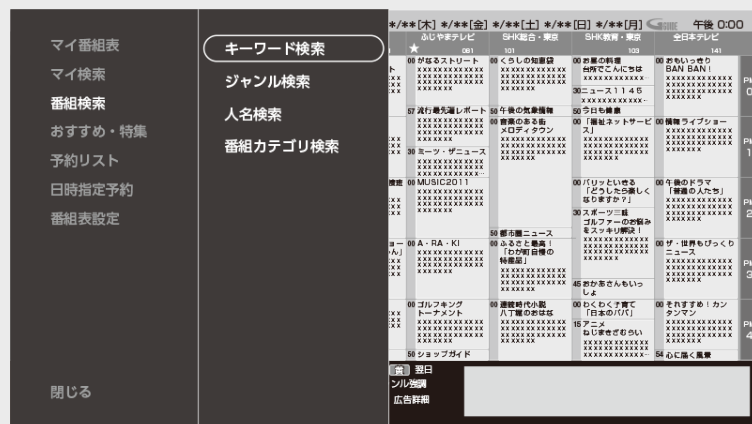 マイ番組表
マイ検索
番組検索
おすすめ・特集
予約リスト
日時指定予約
番組表設定
閉じる
キーワード検索
ジャンル検索
人名検索
番組カテゴリ検索
*/**[木] */**[金] */**[土] */**[日] */**[月] G GUIDE 午後 0:00
ふじやまテレビ SHK総合・東京 SHK教育・東京 全日本テレビ
★ 081 101 103 141
00 がなるストリート
57 流行最先端レポート
30 ミーツ・ザニュース
00 MUSIC2011
00 A・RA・KI
00 ゴルフキング
トーナメント
50 ショップガイド
00 くらしの知恵袋
50 午後の気象情報
00 音楽のある街
メロディタウン
50 都市圏ニュース
00 ふるさと最高!
「わが町自慢の
特産品」
00 連続時代小説
八丁堀のおはな
00 お昼の料理
台所でこんにちは
30 ニュース1145
50 今日も健康
00 「福祉ネットサービ
ス」
00 パリッといきる
「どうしたら楽しく
なりますか?」
30 スポーツ三昧
ゴルファーのお悩み
をスッキリ解決!
45 おかあさんもいっ
しょ
00 わくわく子育て
「日本のパパ」
15 アニメ
ねじまきざむらい
00 おもいっきり
BAN BAN!
00 情報ライブショー
00 午後のドラマ
「普通の人たち」
00 ザ・世界もびっくり
ニュース
00 それすすめ!カン
タンマン
54 心に届く風景
黄 翌日
ンル強調
広告詳細